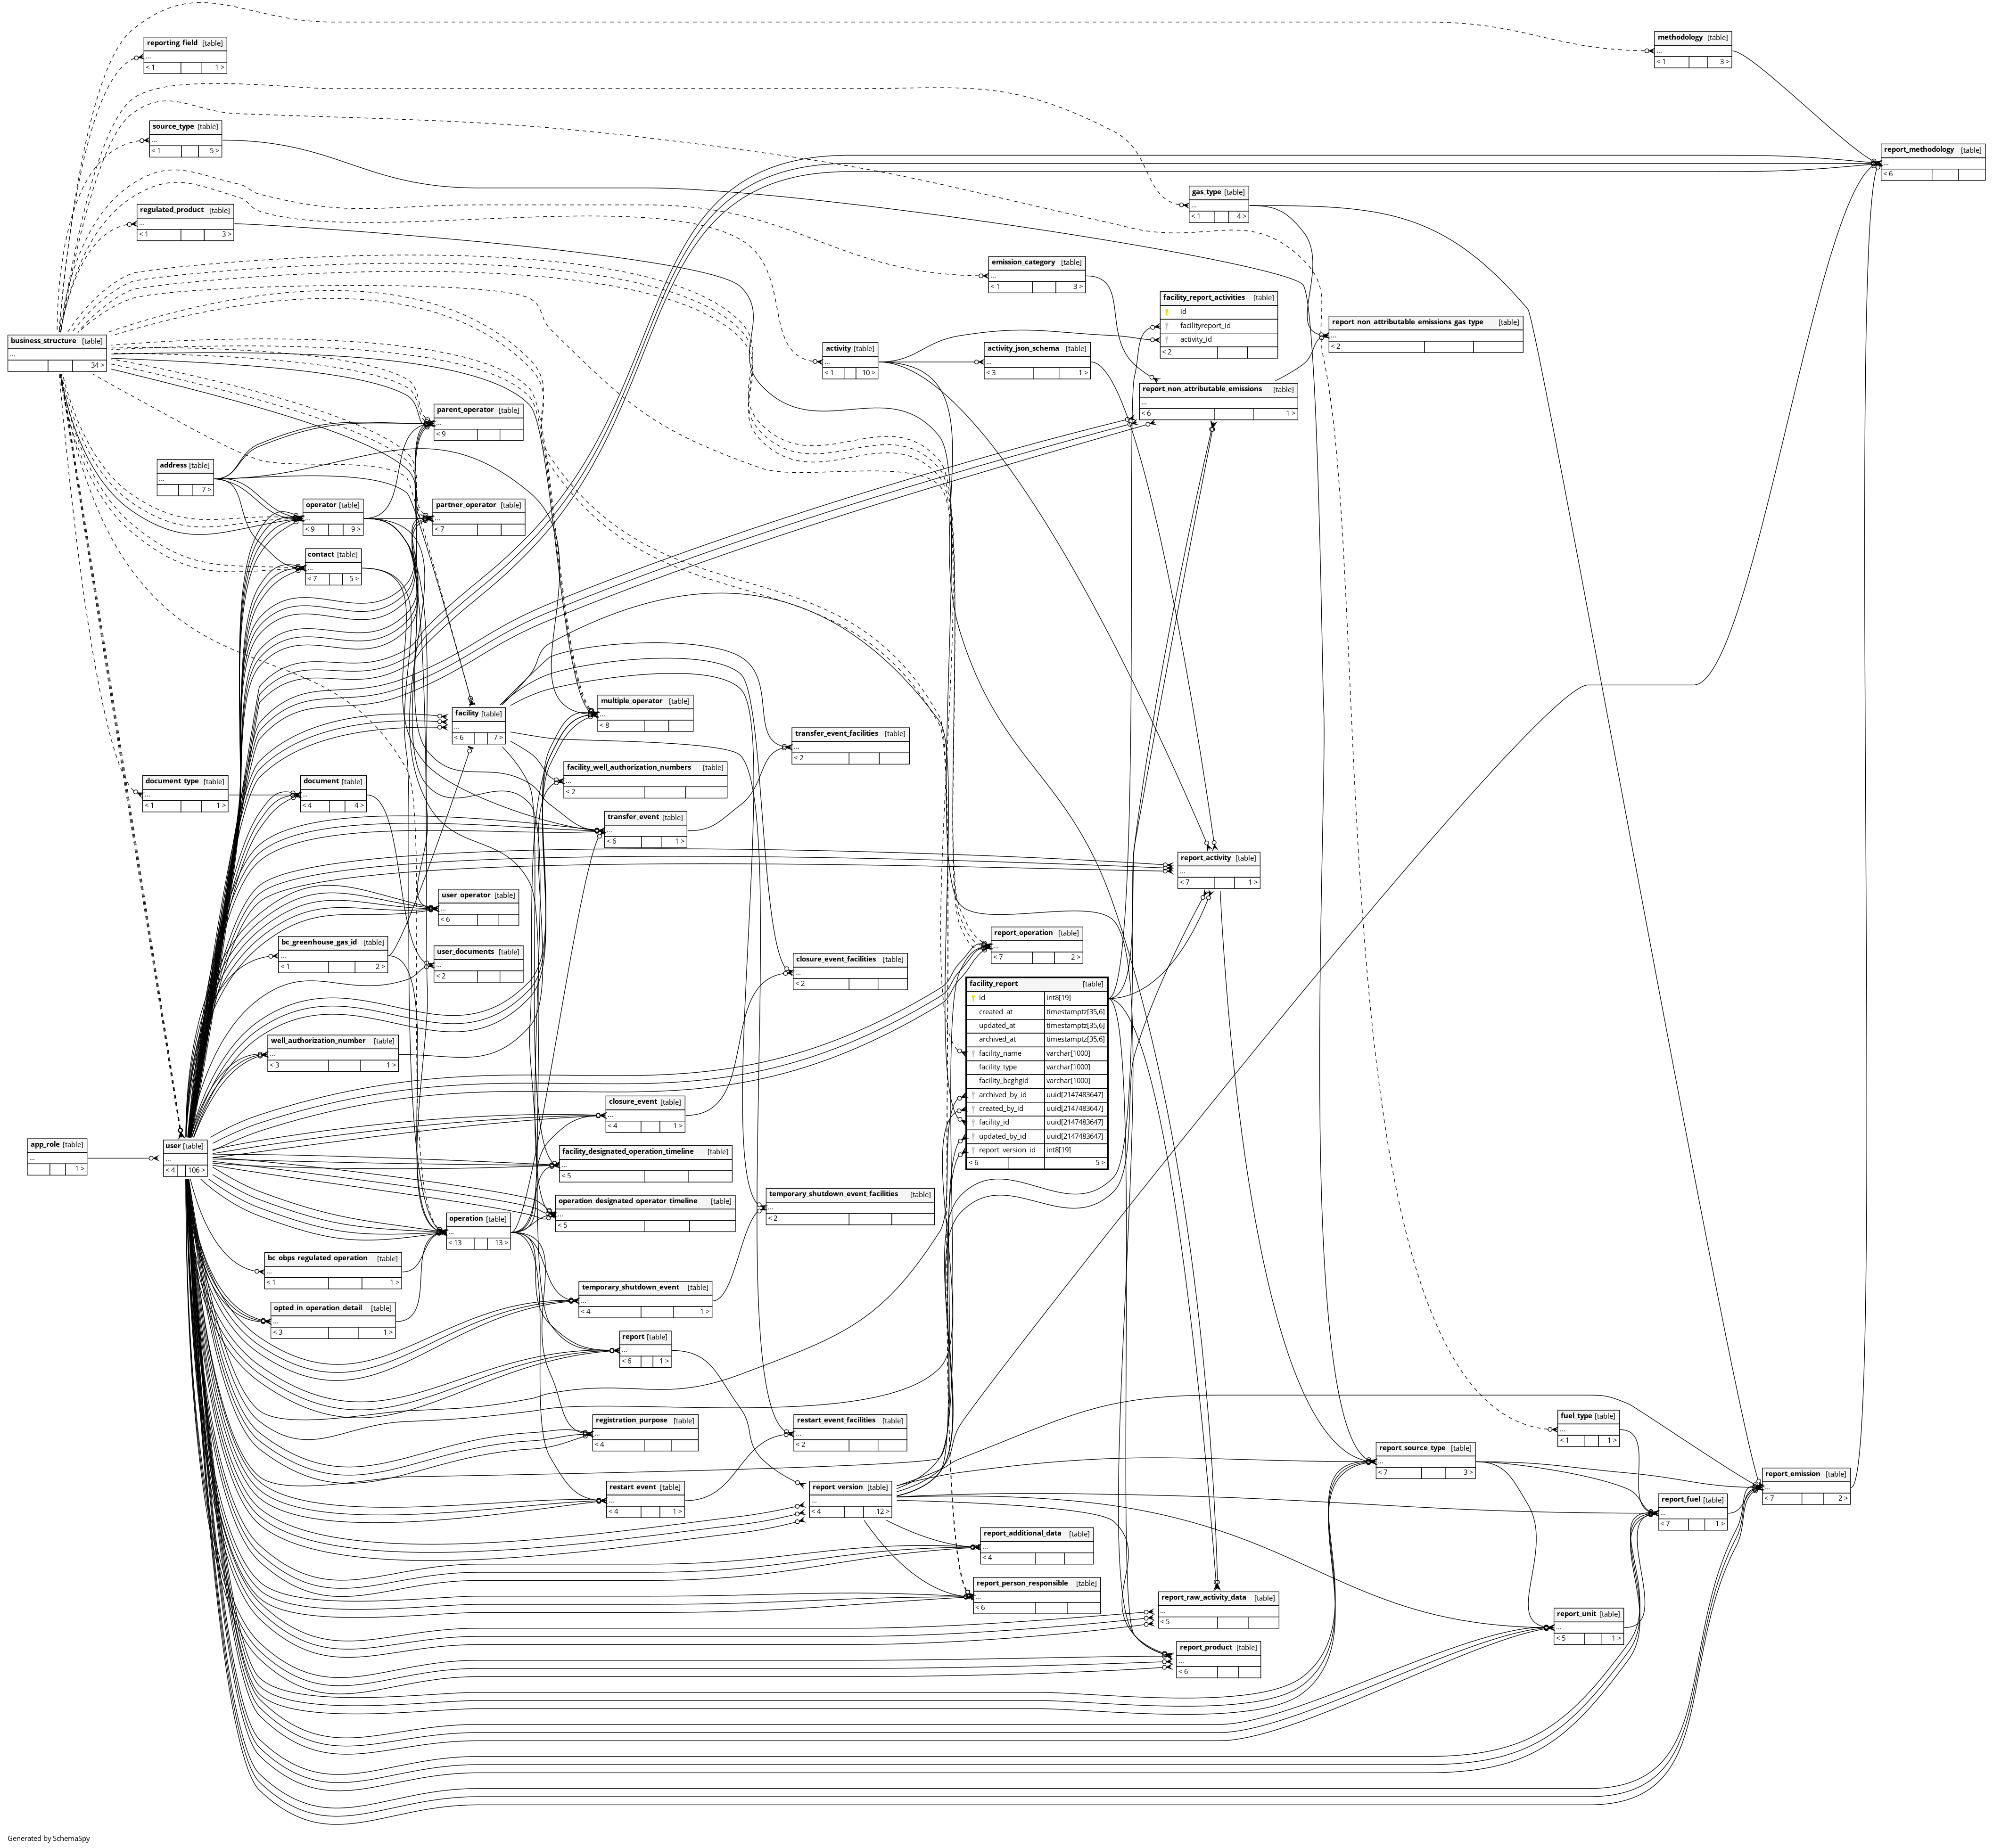 reporting_field [table]
...
< 1 1 >
methodology [table]
...
< 1 3 >
source_type [table]
...
< 1 5 >
report_methodology [table]
...
< 6
gas_type [table]
...
< 1 4 >
regulated_product [table]
...
< 1 3 >
emission_category [table]
...
< 1 3 >
facility_report_activities [table]
id
facilityreport_id
activity_id
< 2
report_non_attributable_emissions_gas_type [table]
...
< 2
business_structure [table]
...
34 >
activity [table]
...
< 1 10 >
activity_json_schema [table]
...
< 3 1 >
report_non_attributable_emissions [table]
...
< 6 1 >
parent_operator [table]
...
< 9
address [table]
...
7 >
operator [table]
...
< 9 9 >
partner_operator [table]
...
< 7
contact [table]
...
< 7 5 >
multiple_operator [table]
...
< 8
facility [table]
...
< 6 7 >
transfer_event_facilities [table]
...
< 2
facility_well_authorization_numbers [table]
...
< 2
document_type [table]
...
< 1 1 >
document [table]
...
< 4 4 >
transfer_event [table]
...
< 6 1 >
report_activity [table]
...
< 7 1 >
user_operator [table]
...
< 6
bc_greenhouse_gas_id [table]
...
< 1 2 >
user_documents [table]
...
< 2
closure_event_facilities [table]
...
< 2
report_operation [table]
...
< 7 2 >
facility_report [table]
id int8[19]
created_at timestamptz[35,6]
updated_at timestamptz[35,6]
archived_at timestamptz[35,6]
facility_name varchar[1000]
facility_type varchar[1000]
facility_bcghgid varchar[1000]
archived_by_id uuid[2147483647]
created_by_id uuid[2147483647]
facility_id uuid[2147483647]
updated_by_id uuid[2147483647]
report_version_id int8[19]
< 6 5 >
well_authorization_number [table]
...
< 3 1 >
closure_event [table]
...
< 4 1 >
app_role [table]
...
1 >
user [table]
...
< 4 106 >
facility_designated_operation_timeline [table]
...
< 5
operation_designated_operator_timeline [table]
...
< 5
temporary_shutdown_event_facilities [table]
...
< 2
operation [table]
...
< 13 13 >
bc_obps_regulated_operation [table]
...
< 1 1 >
temporary_shutdown_event [table]
...
< 4 1 >
opted_in_operation_detail [table]
...
< 3 1 >
report [table]
...
< 6 1 >
registration_purpose [table]
...
< 4
restart_event_facilities [table]
...
< 2
fuel_type [table]
...
< 1 1 >
report_source_type [table]
...
< 7 3 >
report_emission [table]
...
< 7 2 >
restart_event [table]
...
< 4 1 >
report_version [table]
...
< 4 12 >
report_fuel [table]
...
< 7 1 >
report_additional_data [table]
...
< 4
report_person_responsible [table]
...
< 6
report_raw_activity_data [table]
...
< 5
report_unit [table]
...
< 5 1 >
report_product [table]
...
< 6
Generated by SchemaSpy